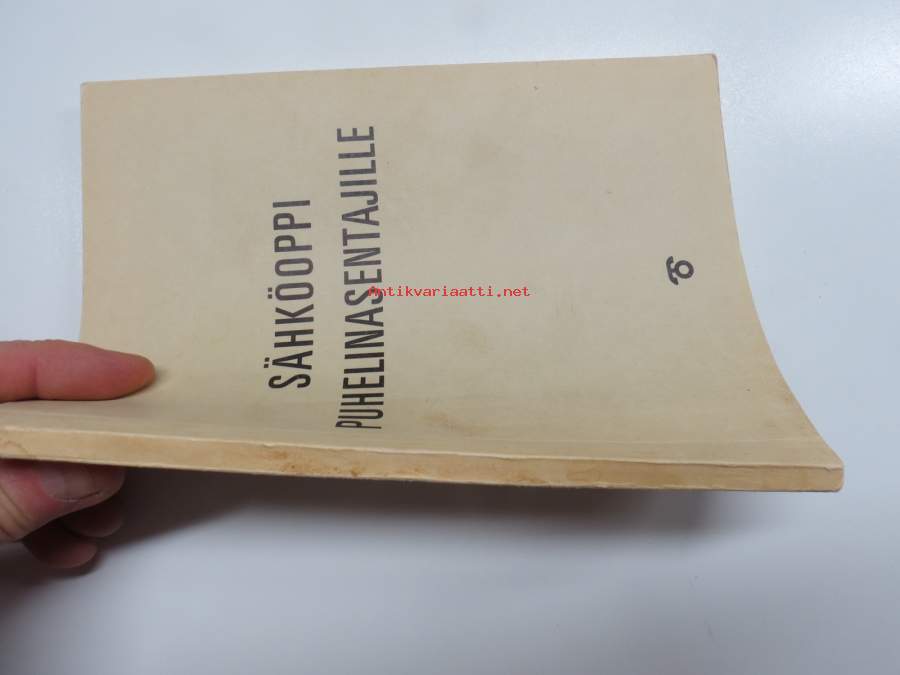 SÄHKÖOPPI
PUHELINASENTAJILLE
Antikvariaatti.net